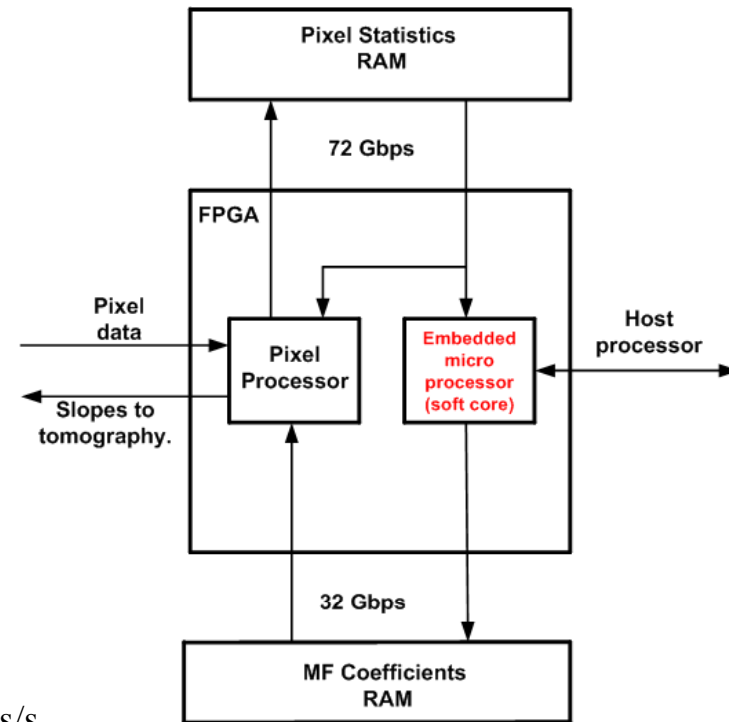 Pixel Statistics
RAM
72 Gbps
FPGA
Pixel
data
Pixel
Processor
Embedded
micro
processor
(soft core)
Host
processor
Slopes to
tomography.
32 Gbps
MF Coefficients
RAM
s/s